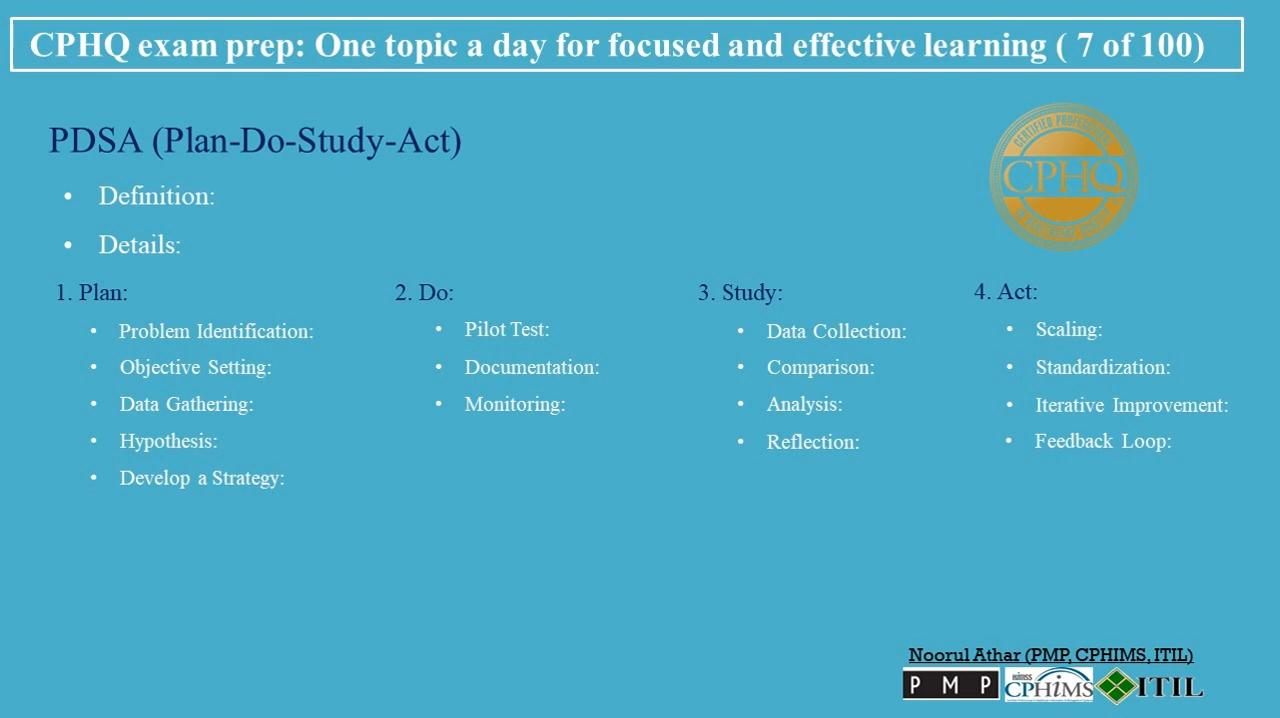 CPHQ exam prep: One topic a day for focused and effective learning ( 7 of 100)
PDSA (Plan-Do-Study-Act)
• Definition:
• Details:
1. Plan:
• Problem Identification:
• Objective Setting:
• Data Gathering:
• Hypothesis:
• Develop a Strategy:
2. Do:
• Pilot Test:
• Documentation:
• Monitoring:
3. Study:
• Data Collection:
• Comparison:
• Analysis:
• Reflection:
4. Act:
• Scaling:
• Standardization:
• Iterative Improvement:
• Feedback Loop:
CERTIFIED PROFESSIONAL
CPHQ
Noorul Athar (PMP, CPHIMS, ITIL)
PMP
HIMSS
CPHIMS
ITIL